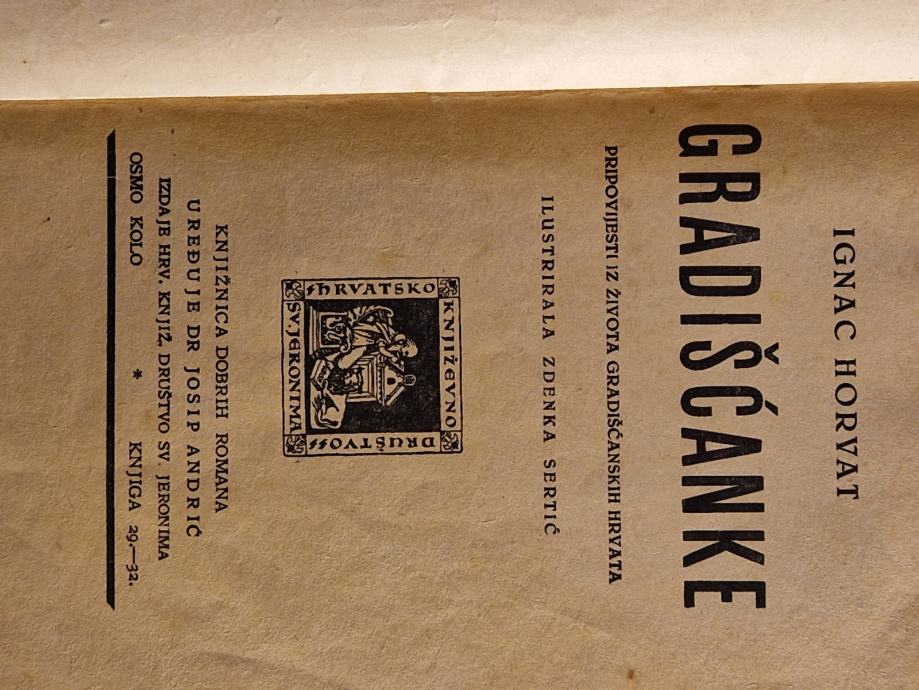 IGNAC HORVAT
GRADIŠĆANKE
PRIPOVIJESTI IZ ŽIVOTA GRADIŠĆANSKIH HRVATA
ILUSTRIRALA ZDENKA SERTIĆ
HRVATSKO
KNJIŽEVNO
DRUŠTVO
SV. JERONIMA
KNJIŽNICA DOBRIH ROMANA
UREĐUJE DR JOSIP ANDRIĆ
IZDAJE HRV. KNJIŽ. DRUŠTVO SV. JERONIMA
OSMO KOLO * KNJIGA 29.—32.